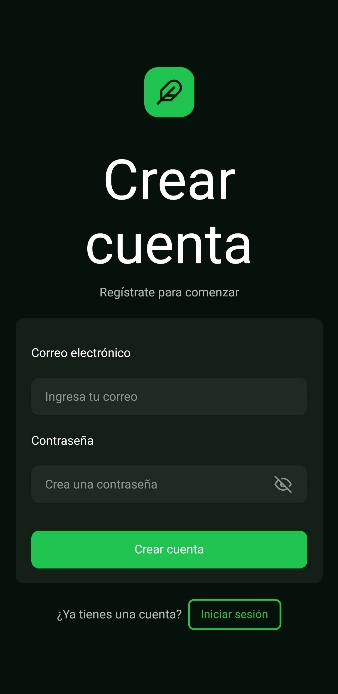 Crear
cuenta
Regístrate para comenzar
Correo electrónico
Ingresa tu correo
Contraseña
Crea una contraseña
Crear cuenta
¿Ya tienes una cuenta? Iniciar sesión